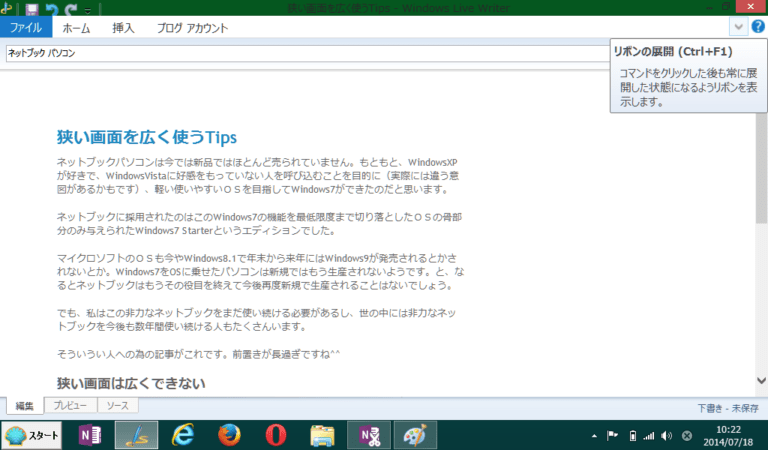 狭い画面を広く使うTips - Windows Live Writer
ファイル ホーム 挿入 ブログ アカウント
ネットブック パソコン
リボンの展開 (Ctrl+F1)
コマンドをクリックした後も常に展
開した状態になるようリボンを表
示します。
狭い画面を広く使うTips
ネットブックパソコンは今では新品ではほとんど売られていません。もともと、WindowsXP
が好きで、WindowsVistaに好感をもっていない人を呼び込むことを目的に（実際には違う意
図があるかもです）、軽い使いやすいＯＳを目指してWindows7ができたのだと思います。
ネットブックに採用されたのはこのWindows7の機能を最低限度まで切り落としたＯＳの骨部
分のみ与えられたWindows7 Starterというエディションでした。
マイクロソフトのＯＳも今やWindows8.1で年末から来年にはWindows9が発売されるとかさ
れないとか。Windows7をOSに乗せたパソコンは新規ではもう生産されないようです。と、な
るとネットブックはもうその役目を終えて今後再度新規で生産されることはないでしょう。
でも、私はこの非力なネットブックをまだ使い続ける必要があるし、世の中には非力なネッ
トブックを今後も数年間使い続ける人もたくさんいます。
そういうい人への為の記事がこれです。前置きが長過ぎですね^^
狭い画面は広くできない
編集 プレビュー ソース
下書き - 未保存
スタート
10:22
2014/07/18